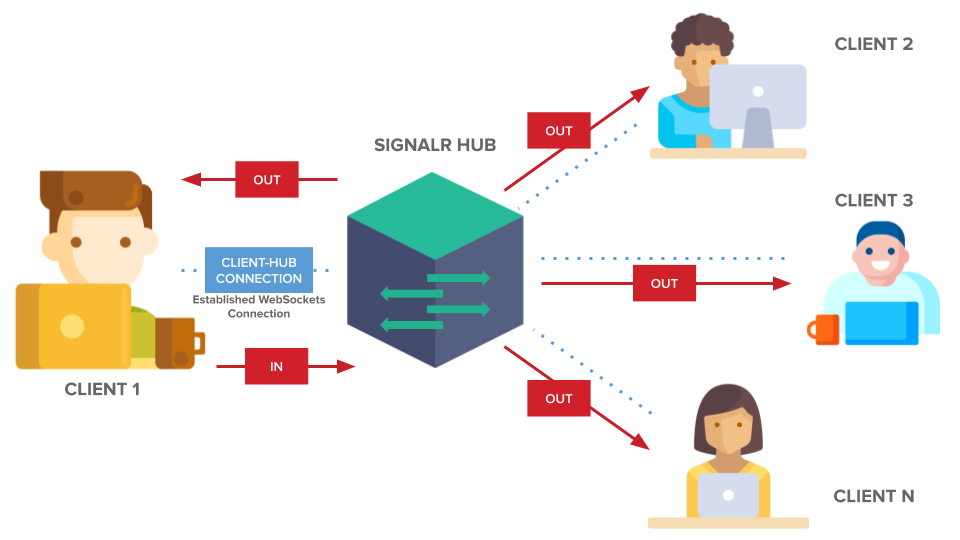 CLIENT 2
OUT
SIGNALR HUB
OUT
CLIENT 3
CLIENT-HUB
CONNECTION
Established WebSockets
Connection
OUT
IN
CLIENT 1
OUT
CLIENT N